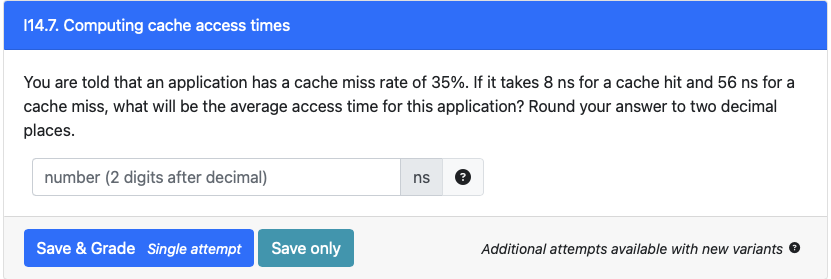 I14.7. Computing cache access times
You are told that an application has a cache miss rate of 35%. If it takes 8 ns for a cache hit and 56 ns for a
cache miss, what will be the average access time for this application? Round your answer to two decimal
places.
number (2 digits after decimal) ns ?
Save & Grade Single attempt Save only Additional attempts available with new variants ?